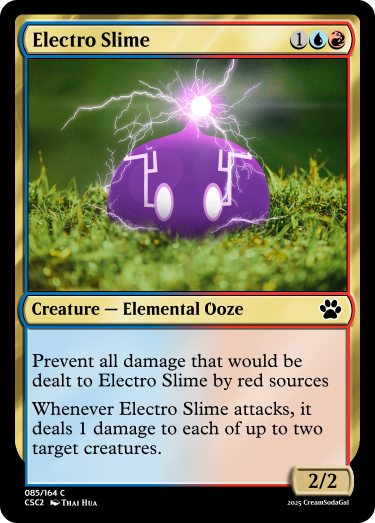 Electro Slime 1
Creature — Elemental Ooze
Prevent all damage that would be
dealt to Electro Slime by red sources
Whenever Electro Slime attacks, it
deals 1 damage to each of up to two
target creatures.
2/2
085/164 C
CSC2 Thai Hua
2025 CreamSodaGal